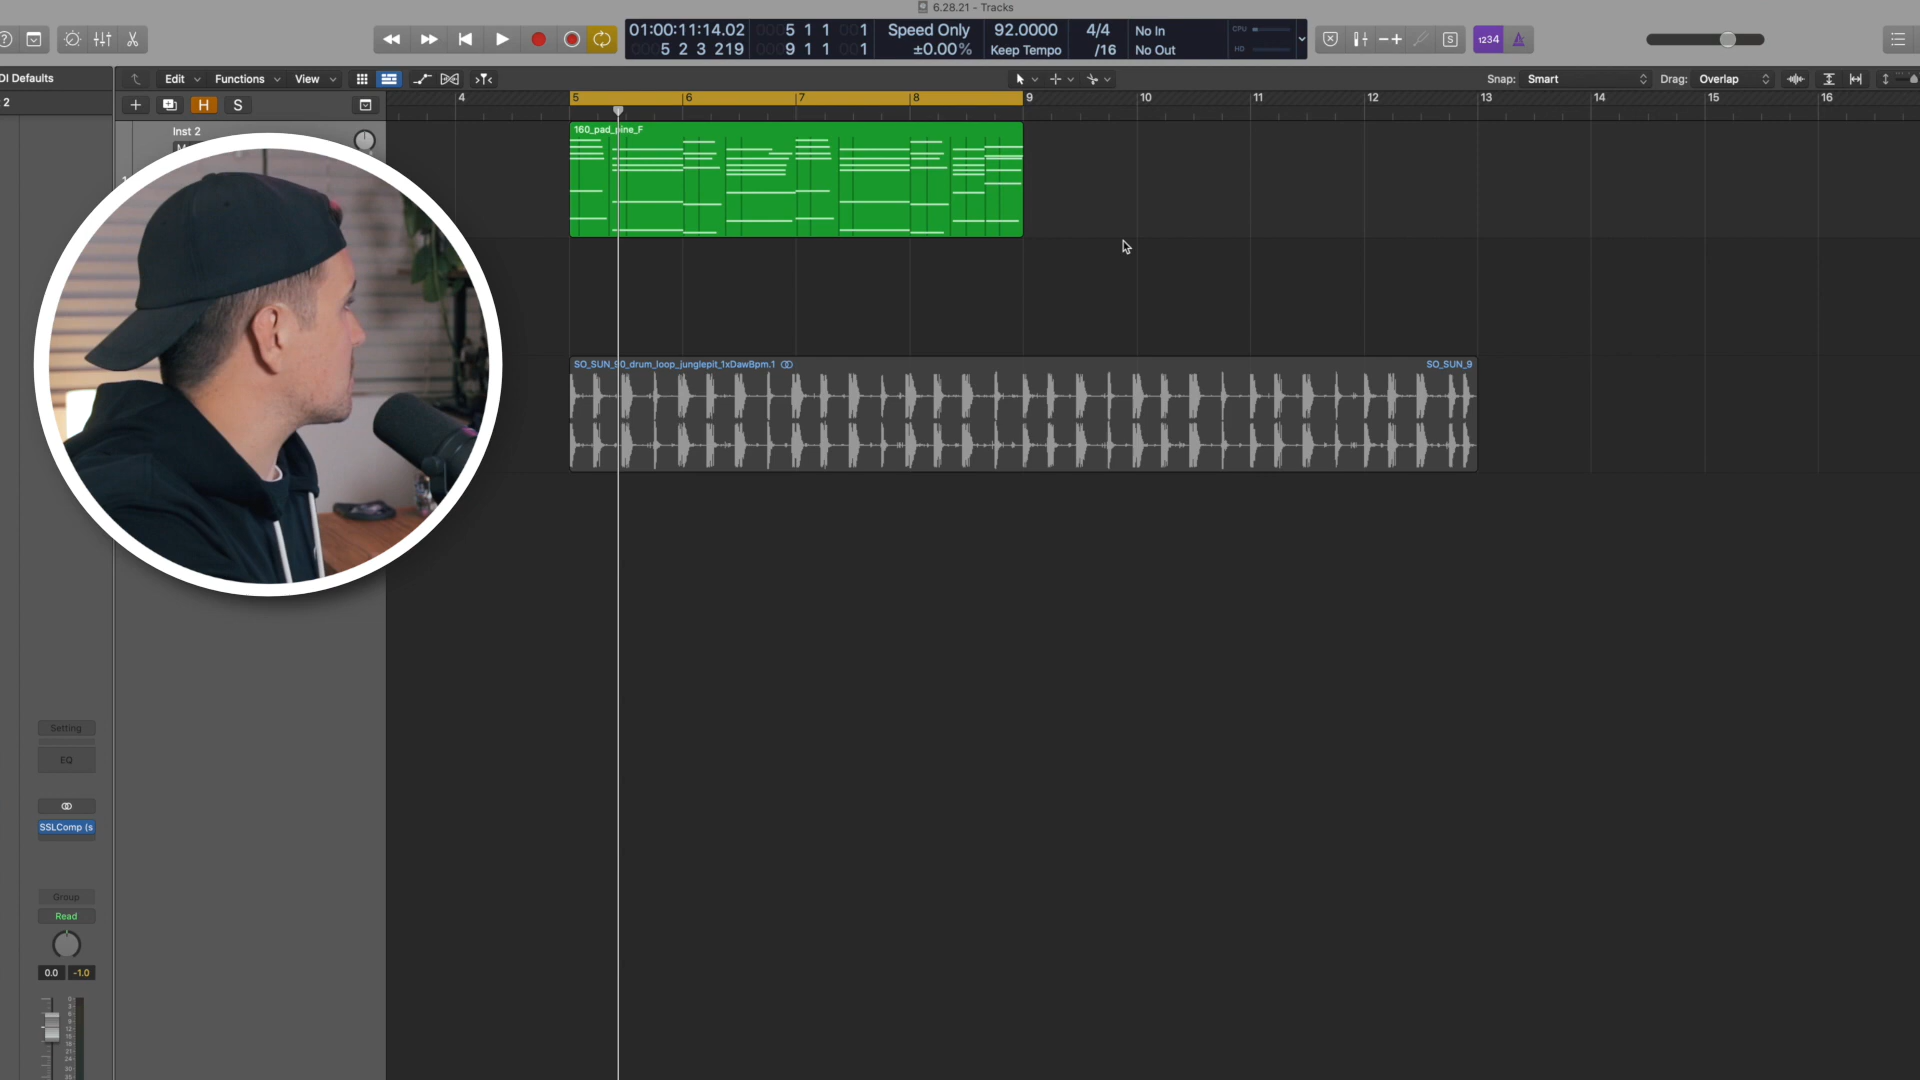 6.28.21 - Tracks
01:00:11:14.02
5 2 3 219
5 1 1 1
9 1 1 1
Speed Only
±0.00%
92.0000
Keep Tempo
4/4
/16
No In
No Out
CPU
HD
S
1234
DI Defaults
Edit
Functions
View
Snap: Smart
Drag: Overlap
2
H
S
4
5
6
7
8
9
10
11
12
13
14
15
16
Inst 2
160_pad_pine_F
SO_SUN_90_drum_loop_junglepit_1xDawBpm.1
SO_SUN_9
Setting
EQ
SSLComp (s
Group
Read
0.0
-1.0